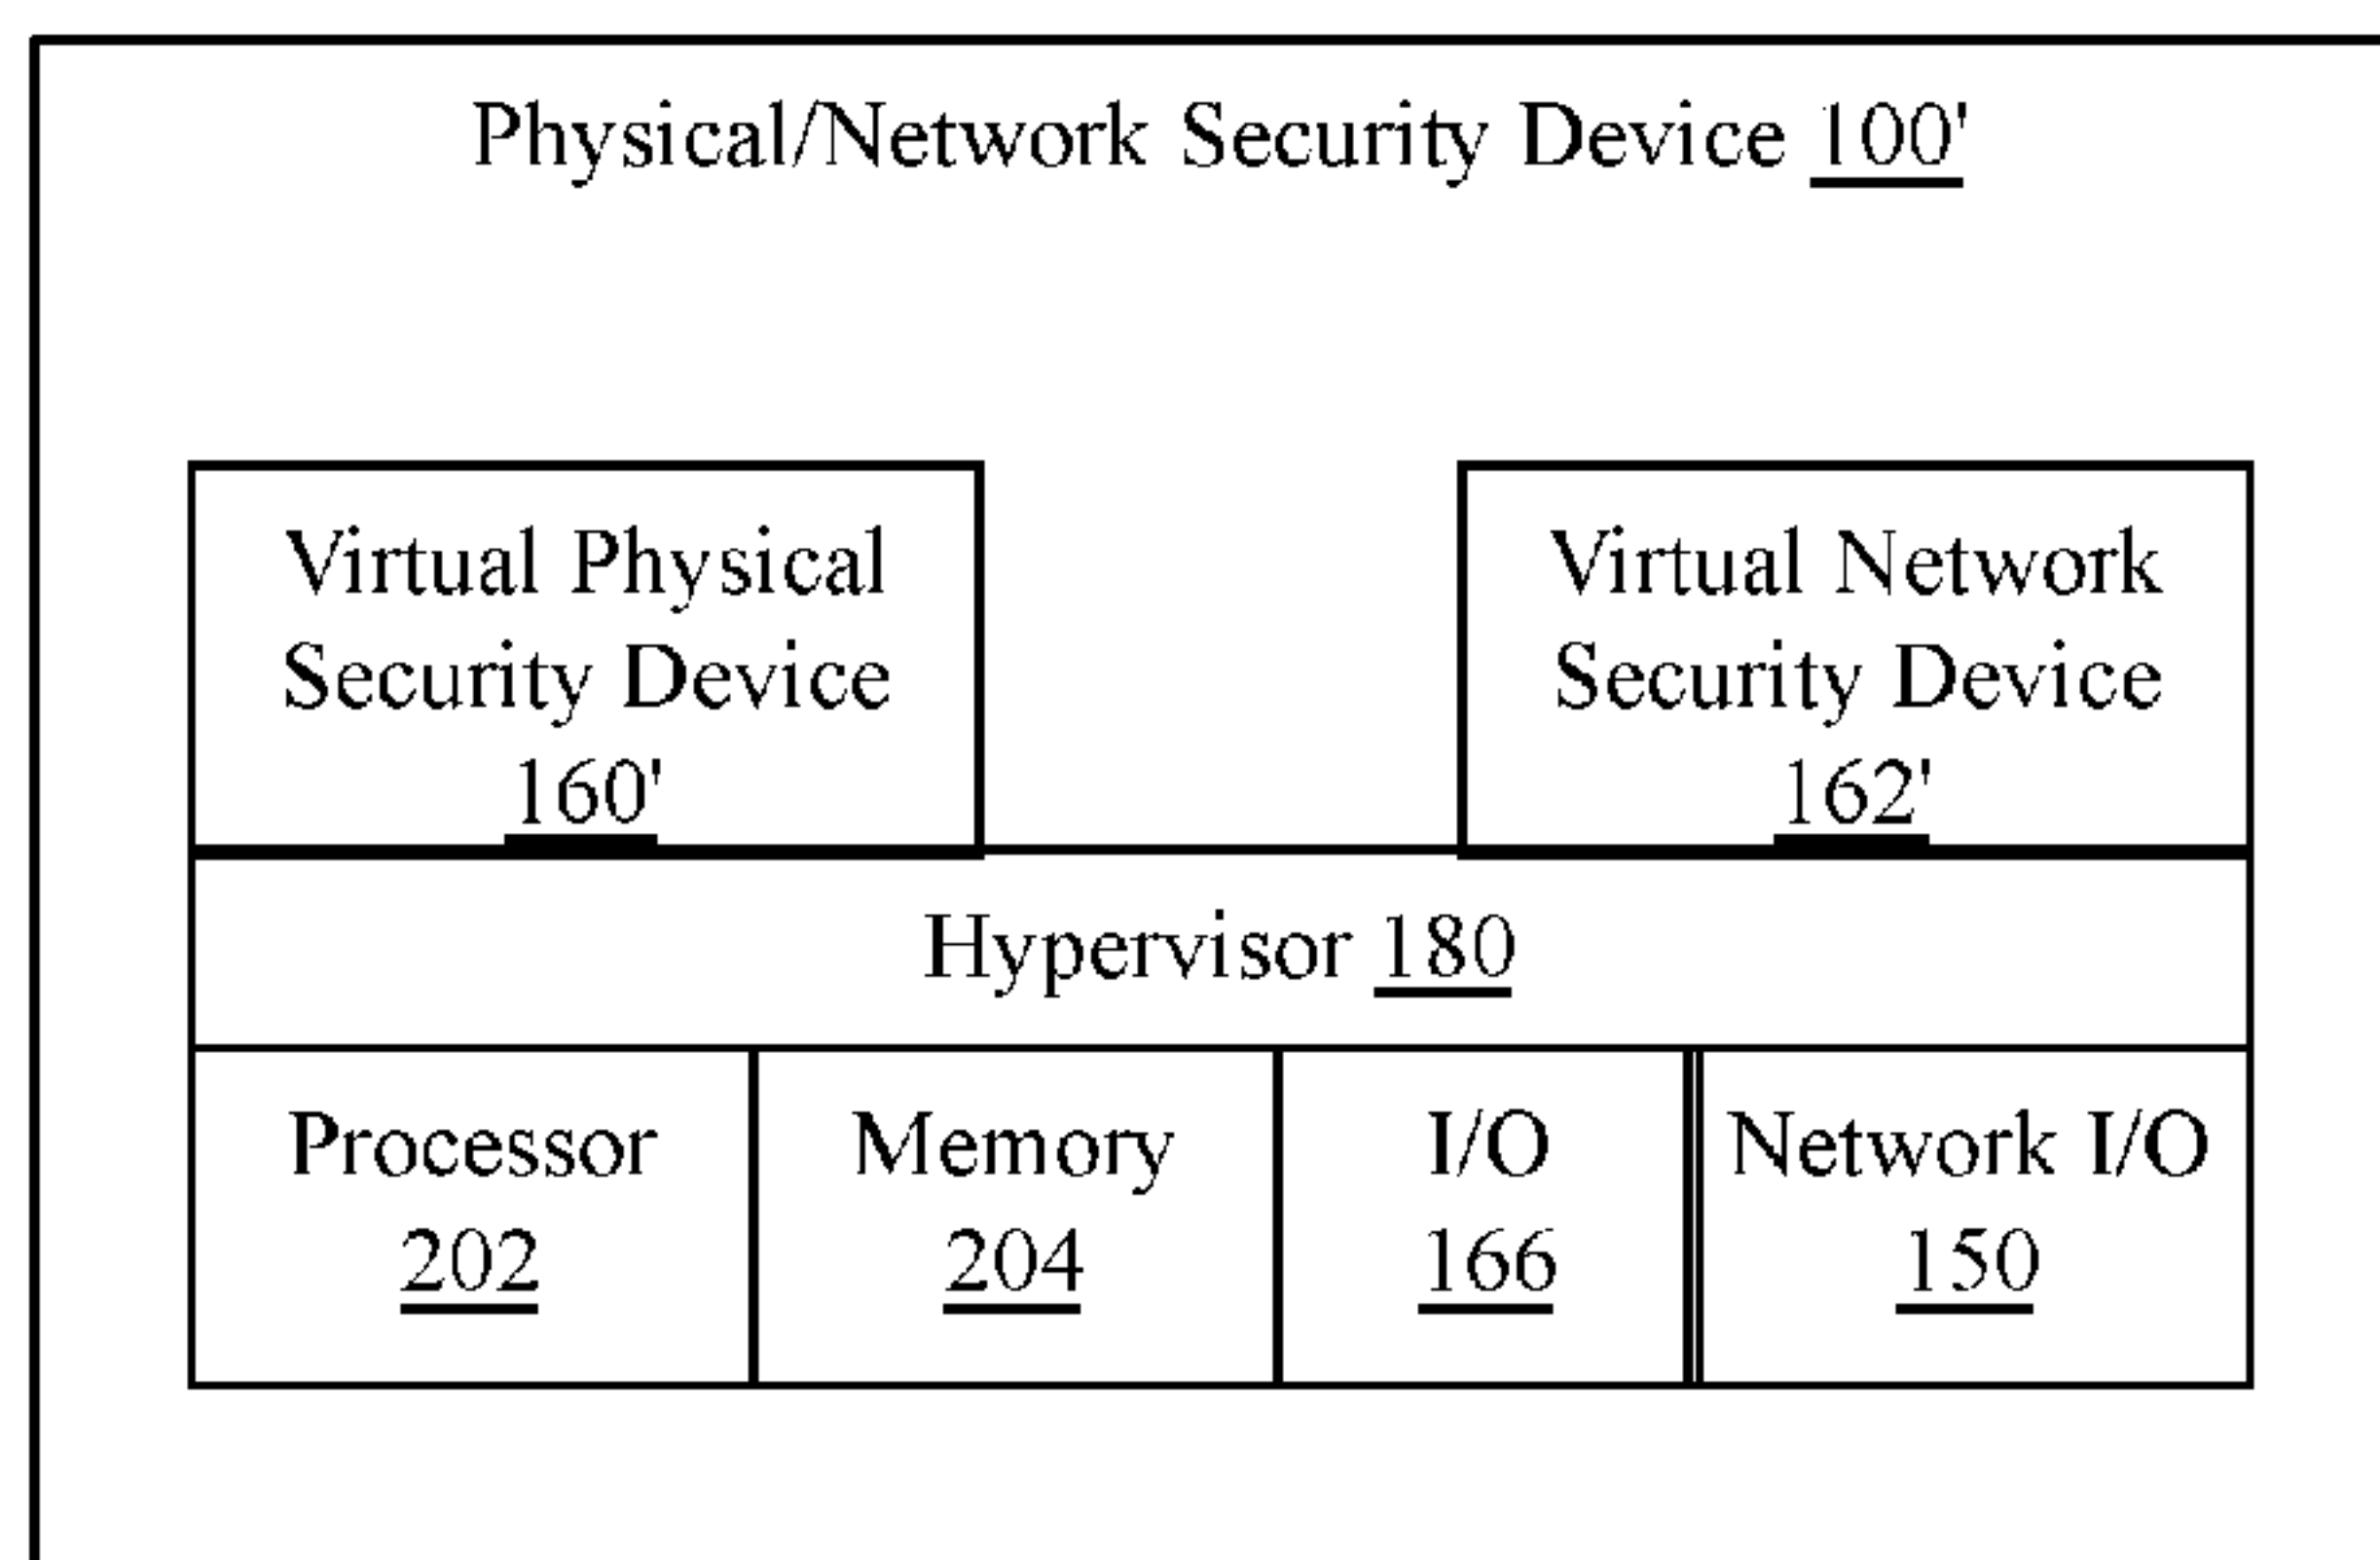 Physical/Network Security Device 100'
Virtual Physical
Security Device
160'
Virtual Network
Security Device
162'
Hypervisor 180
Processor
202
Memory
204
I/O
166
Network I/O
150